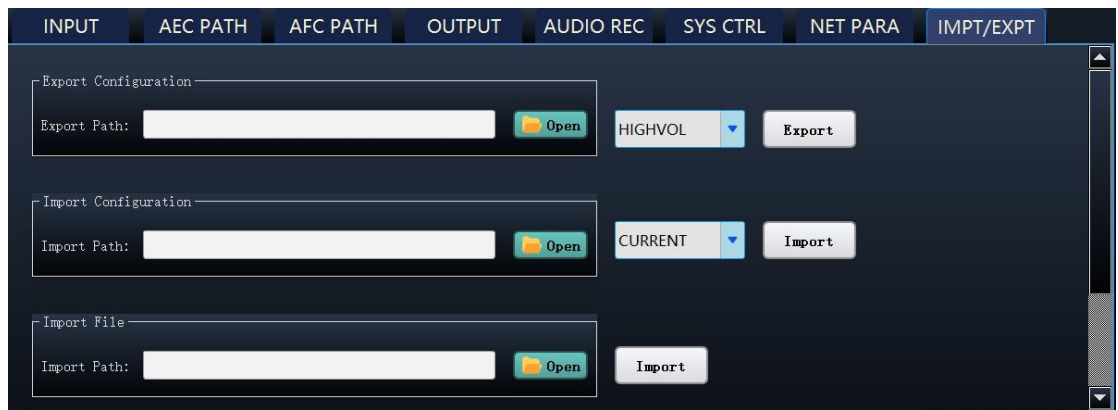 INPUT AEC PATH AFC PATH OUTPUT AUDIO REC SYS CTRL NET PARA IMPT/EXPT
Export Configuration
Export Path: Open HIGHVOL Export
Import Configuration
Import Path: Open CURRENT Import
Import File
Import Path: Open Import